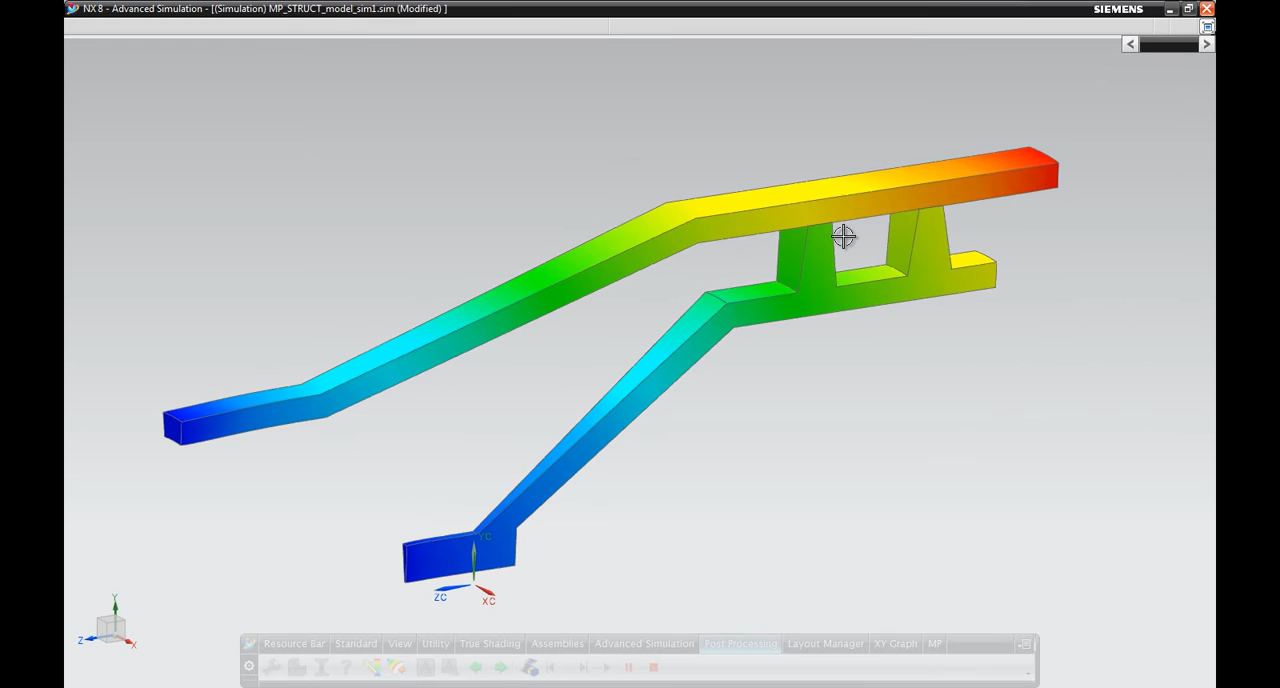 NX 8 - Advanced Simulation - [(Simulation) MP_STRUCT_model_sim1.sim (Modified) ]
SIEMENS
YC
ZC
XC
Y
Z
X
Resource Bar
Standard
View
Utility
True Shading
Assemblies
Advanced Simulation
Post Processing
Layout Manager
XY Graph
MP